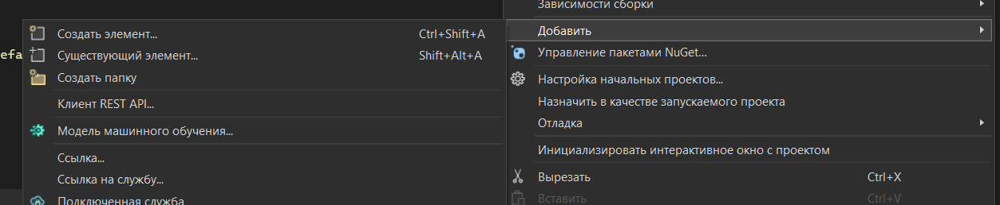 efa
Создать элемент... Ctrl+Shift+A
Существующий элемент... Shift+Alt+A
Создать папку
Клиент REST API...
Модель машинного обучения...
Ссылка...
Ссылка на службу...
Подключенная служба
Зависимости сборки
Добавить
Управление пакетами NuGet...
Настройка начальных проектов...
Назначить в качестве запускаемого проекта
Отладка
Инициализировать интерактивное окно с проектом
Вырезать Ctrl+X
Вставить Ctrl+V